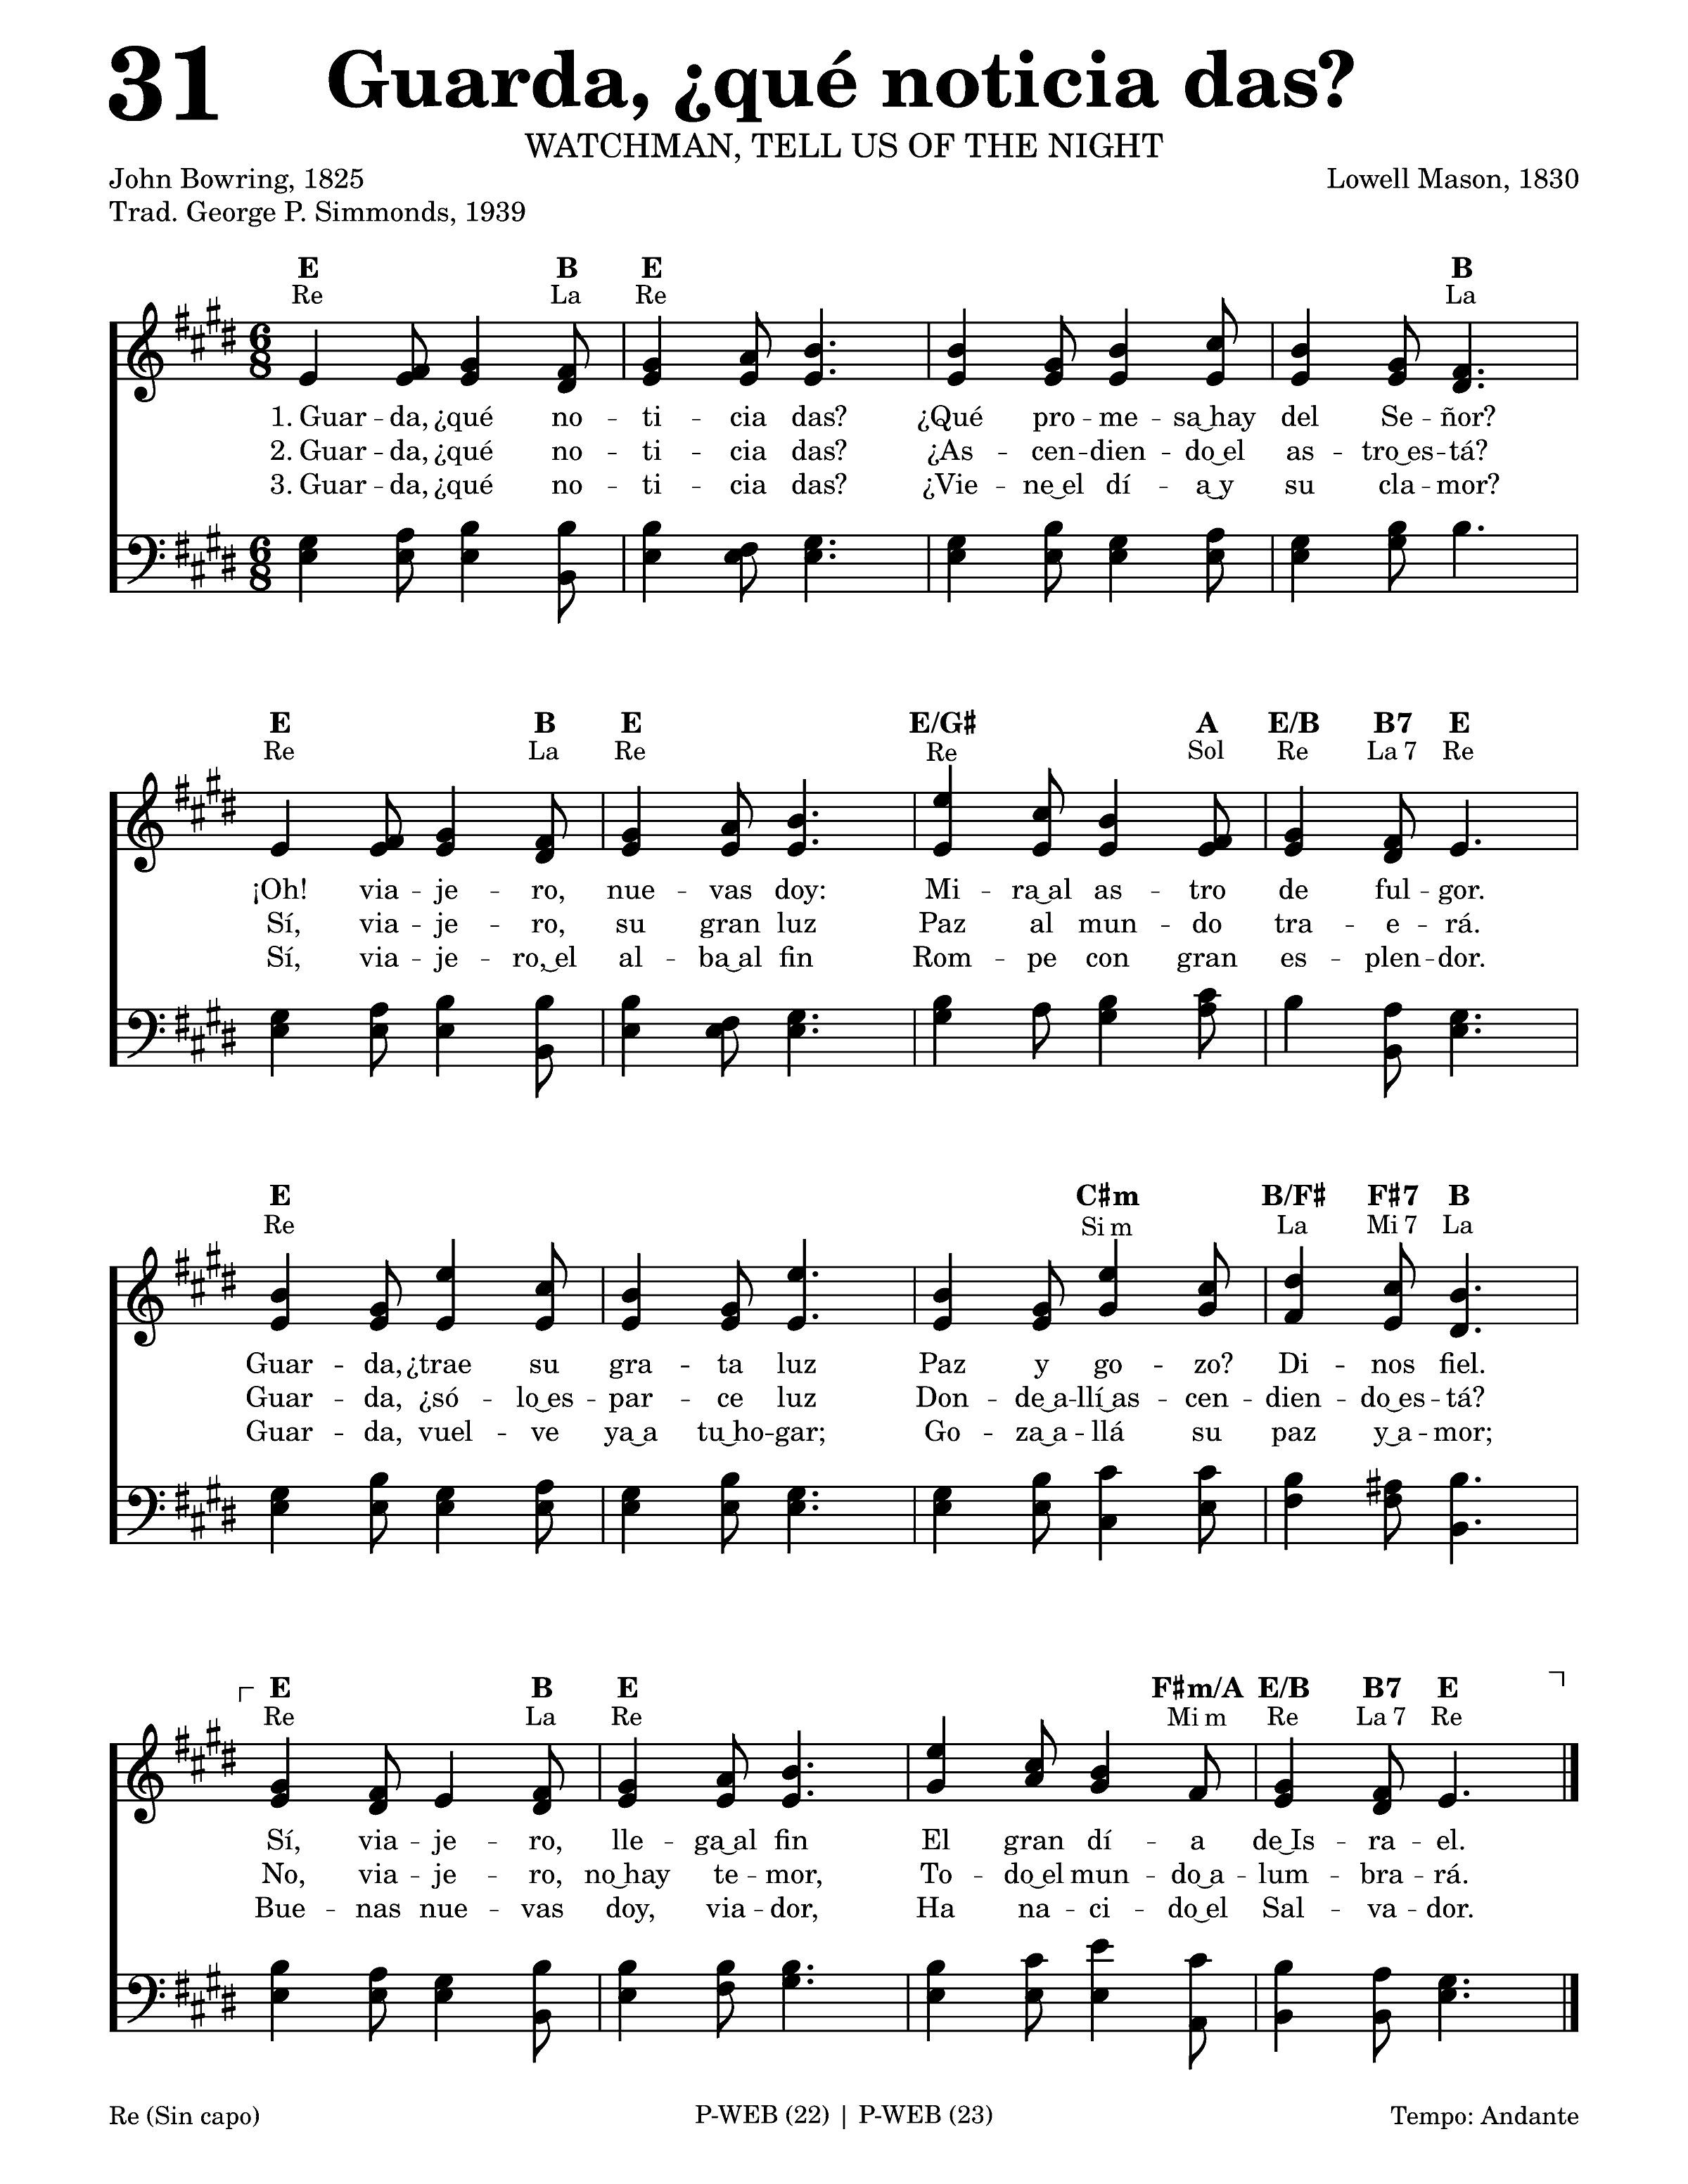 31 Guarda, ¿qué noticia das?
WATCHMAN, TELL US OF THE NIGHT
John Bowring, 1825 Lowell Mason, 1830
Trad. George P. Simmonds, 1939
E B E B
Re La Re La
6 8
1. Guar – da, ¿qué no – ti – cia das? ¿Qué pro – me – sa‿hay del Se – ñor?
2. Guar – da, ¿qué no – ti – cia das? ¿As – cen – dien – do‿el as – tro‿es – tá?
3. Guar – da, ¿qué no – ti – cia das? ¿Vie – ne‿el dí – a‿y su cla – mor?
6 8
E B E E/G♯ A E/B B7 E
Re La Re Re Sol Re La 7 Re
¡Oh! via – je – ro, nue – vas doy: Mi – ra‿al as – tro de ful – gor.
Sí, via – je – ro, su gran luz Paz al mun – do tra – e – rá.
Sí, via – je – ro,‿el al – ba‿al fin Rom – pe con gran es – plen – dor.
E C♯m B/F♯ F♯7 B
Re Si m La Mi 7 La
Guar – da, ¿trae su gra – ta luz Paz y go – zo? Di – nos fiel.
Guar – da, ¿só – lo‿es – par – ce luz Don – de‿a – llí‿as – cen – dien – do‿es – tá?
Guar – da, vuel – ve ya‿a tu‿ho – gar; Go – za‿a – llá su paz y‿a – mor;
E B E F♯m/A E/B B7 E
Re La Re Mi m Re La 7 Re
Sí, via – je – ro, lle – ga‿al fin El gran dí – a de‿Is – ra – el.
No, via – je – ro, no‿hay te – mor, To – do‿el mun – do‿a – lum – bra – rá.
Bue – nas nue – vas doy, via – dor, Ha na – ci – do‿el Sal – va – dor.
Re (Sin capo) P-WEB (22) | P-WEB (23) Tempo: Andante